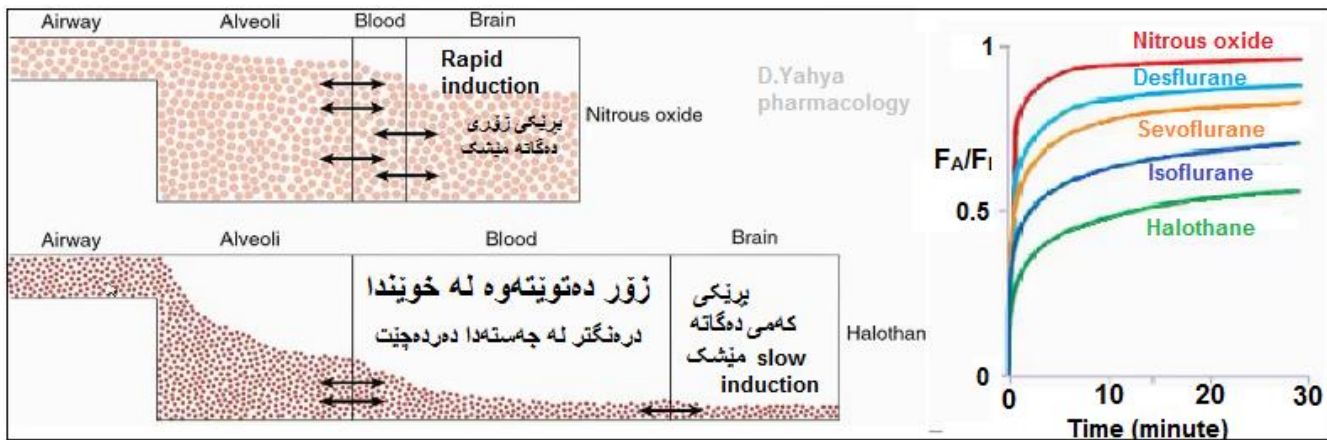 Airway Alveoli Blood Brain
Rapid
induction
بڕێکی زۆری
دەگاتە مێشک
Nitrous oxide
D.Yahya
pharmacology
Airway Alveoli Blood Brain
زۆر دەتوێتەوە لە خوێندا
درەنگتر لە جەستەدا دەردەچێت
بڕێکی
کەمی دەگاتە
مێشک slow
induction
Halothan
1
Nitrous oxide
Desflurane
Sevoflurane
FA/FI
Isoflurane
0.5
Halothane
0
0 10 20 30
Time (minute)